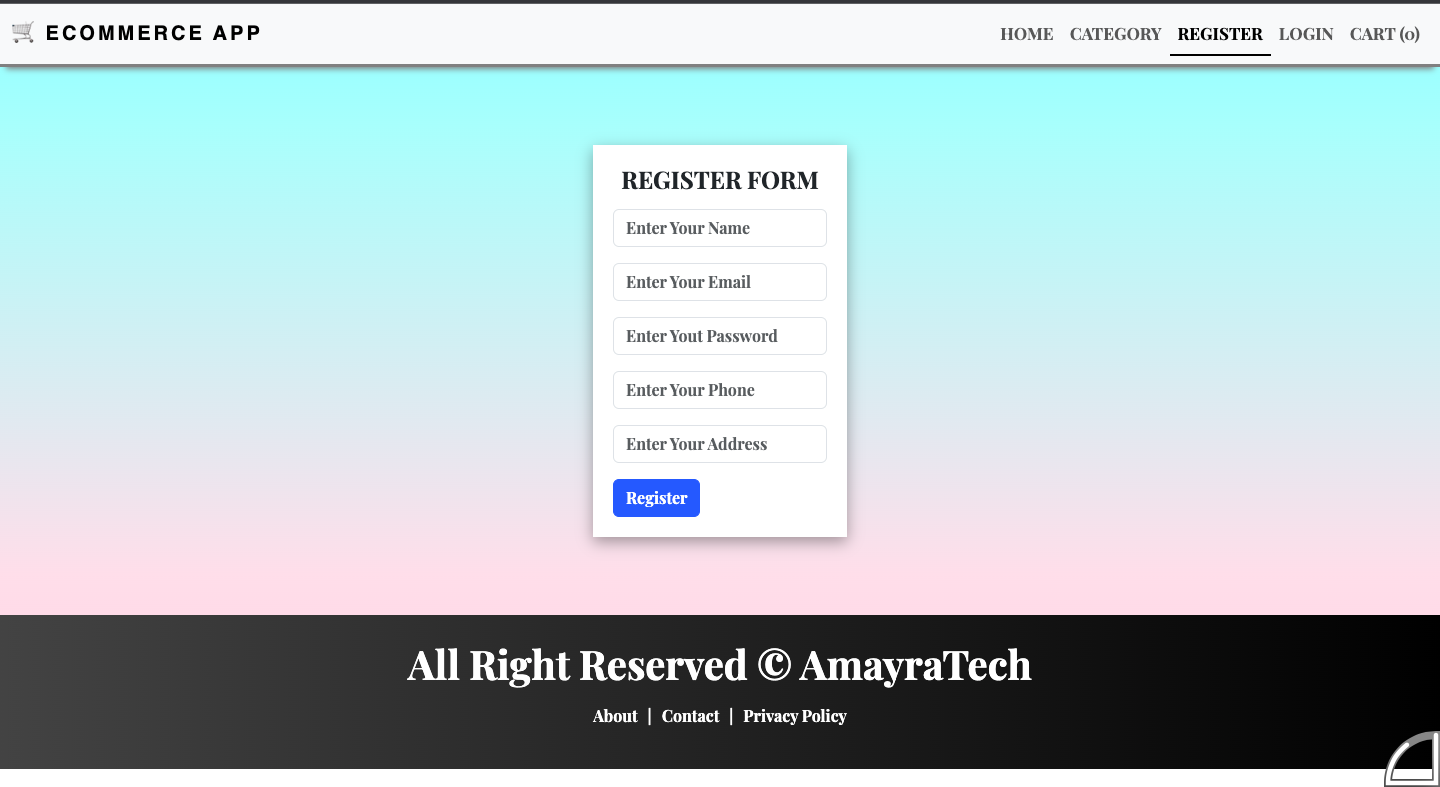 🛒 ECOMMERCE APP
HOME CATEGORY REGISTER LOGIN CART (0)
REGISTER FORM
Enter Your Name
Enter Your Email
Enter Yout Password
Enter Your Phone
Enter Your Address
Register
All Right Reserved © AmayraTech
About | Contact | Privacy Policy